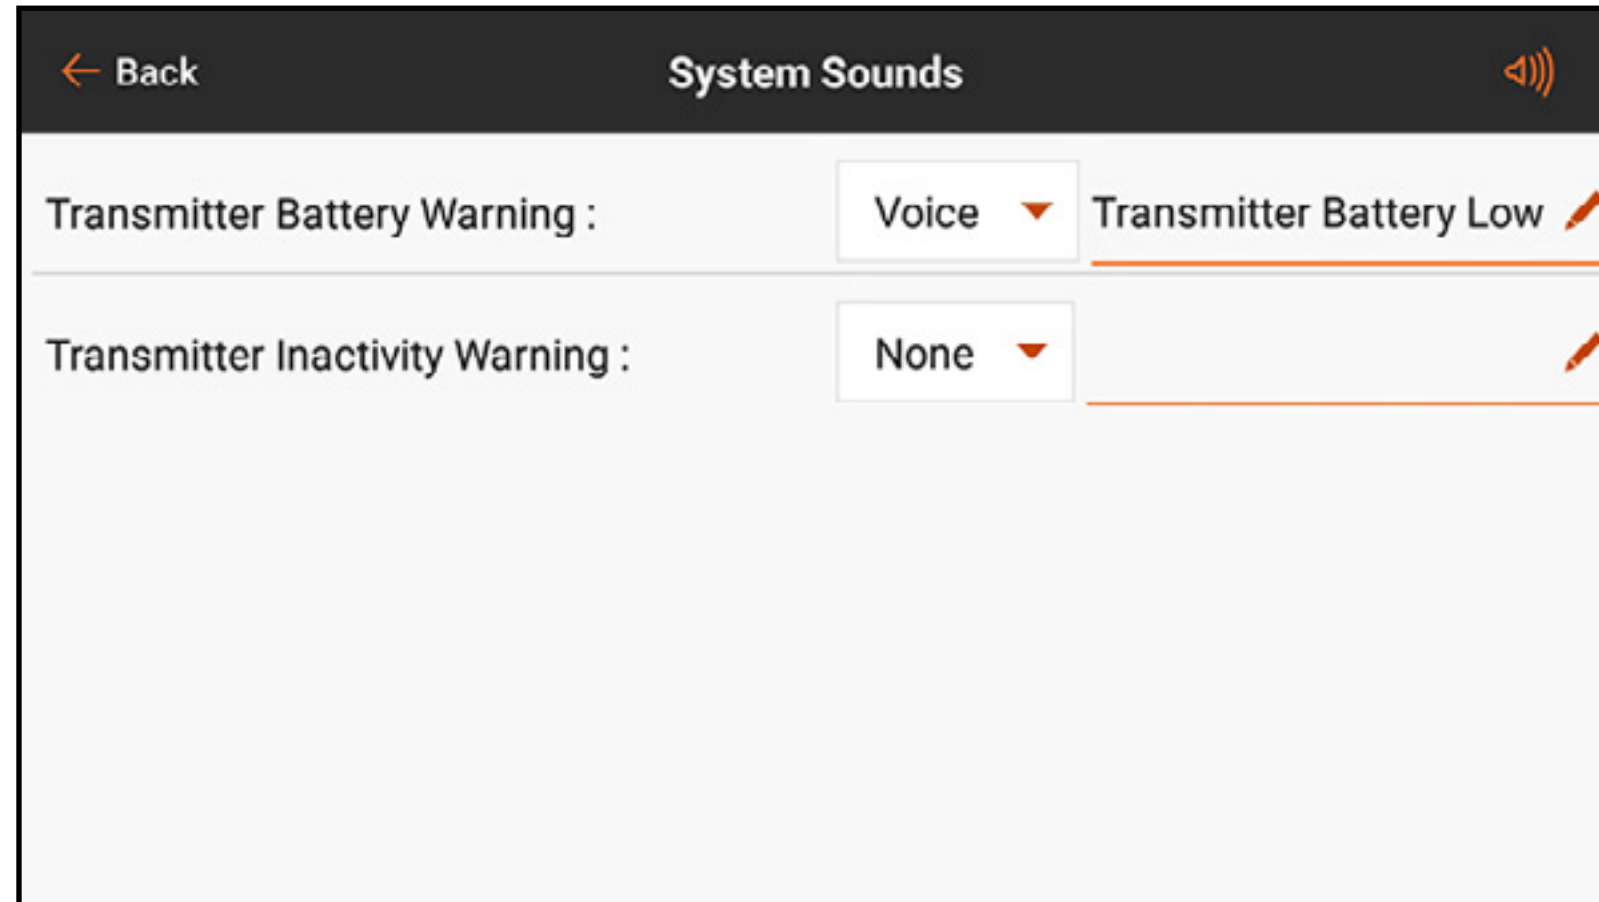 Back System Sounds
Transmitter Battery Warning : Voice Transmitter Battery Low
Transmitter Inactivity Warning : None